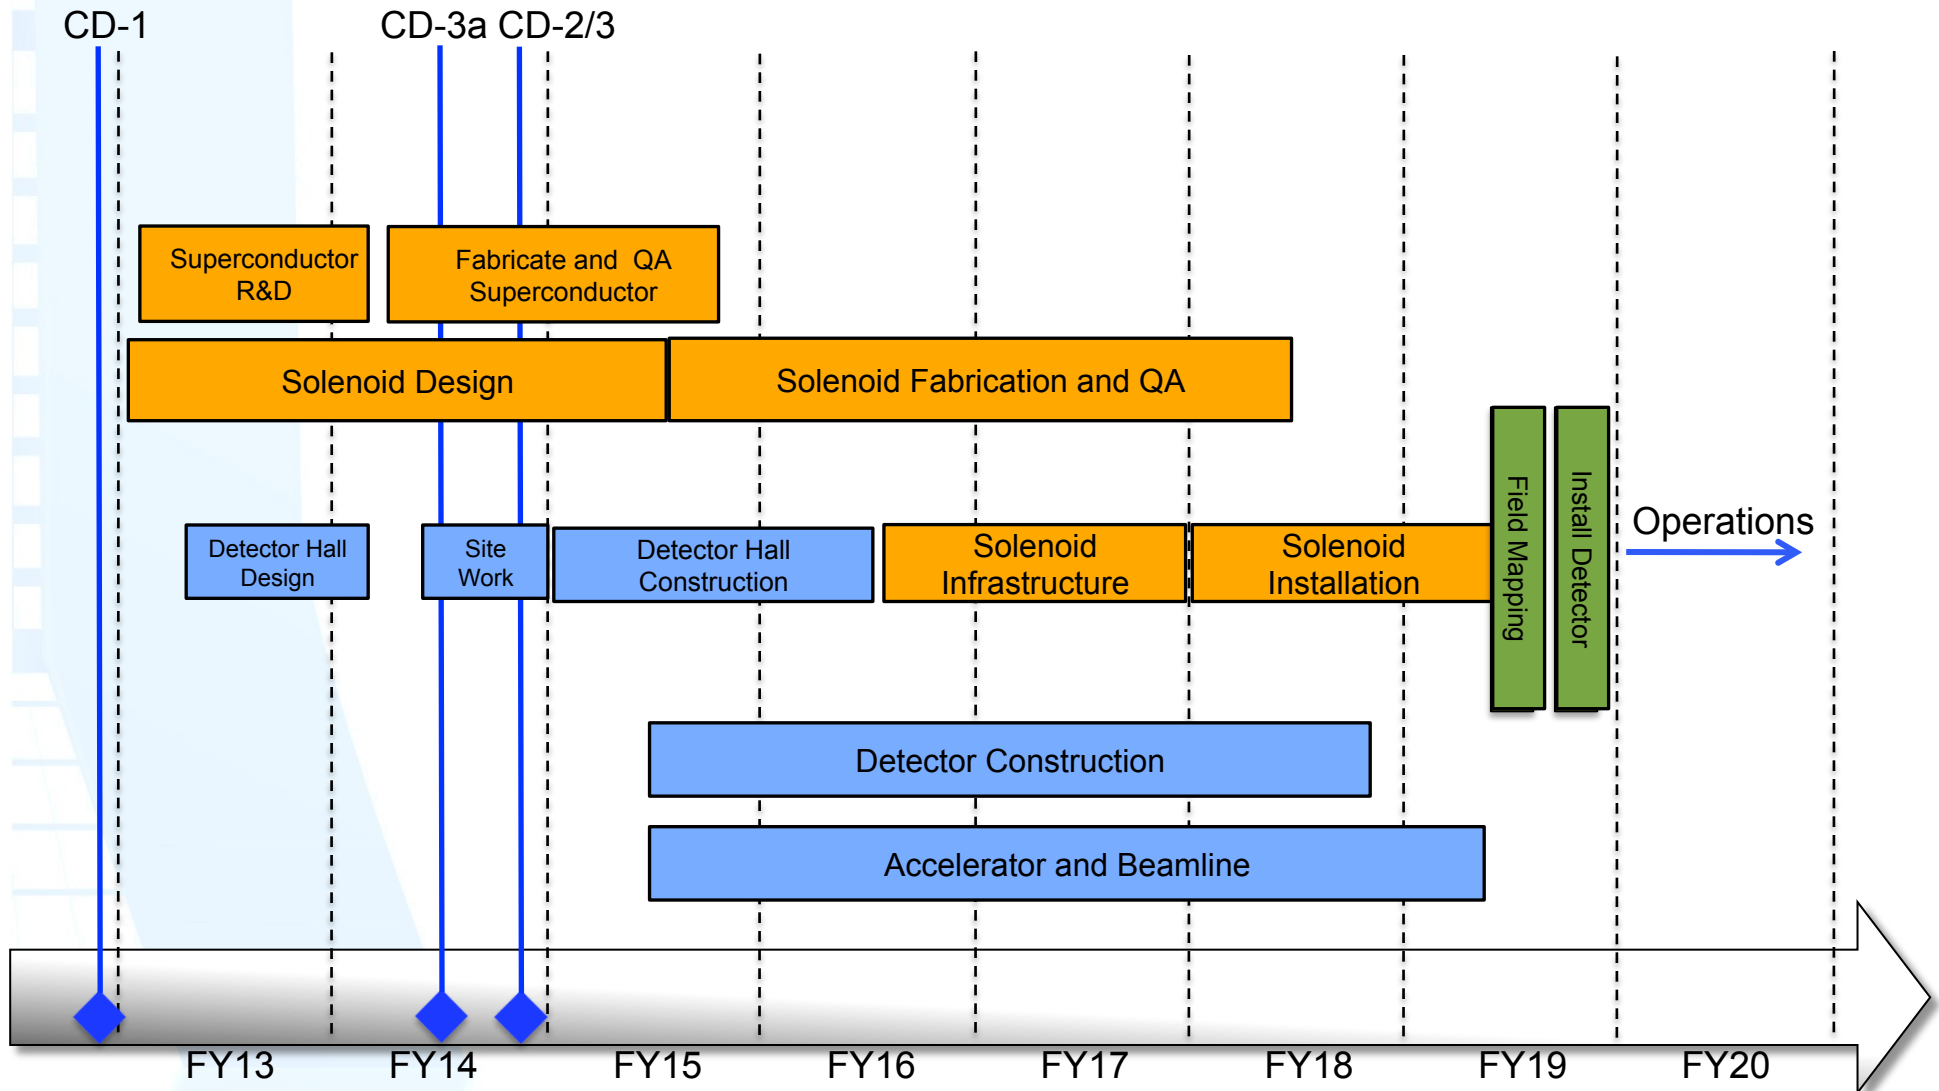 CD-1
CD-3a CD-2/3
Superconductor
R&D
Fabricate and QA
Superconductor
Solenoid Design
Solenoid Fabrication and QA
Detector Hall
Design
Site
Work
Detector Hall
Construction
Solenoid
Infrastructure
Solenoid
Installation
Field Mapping
Install Detector
Operations
Detector Construction
Accelerator and Beamline
FY13
FY14
FY15
FY16
FY17
FY18
FY19
FY20